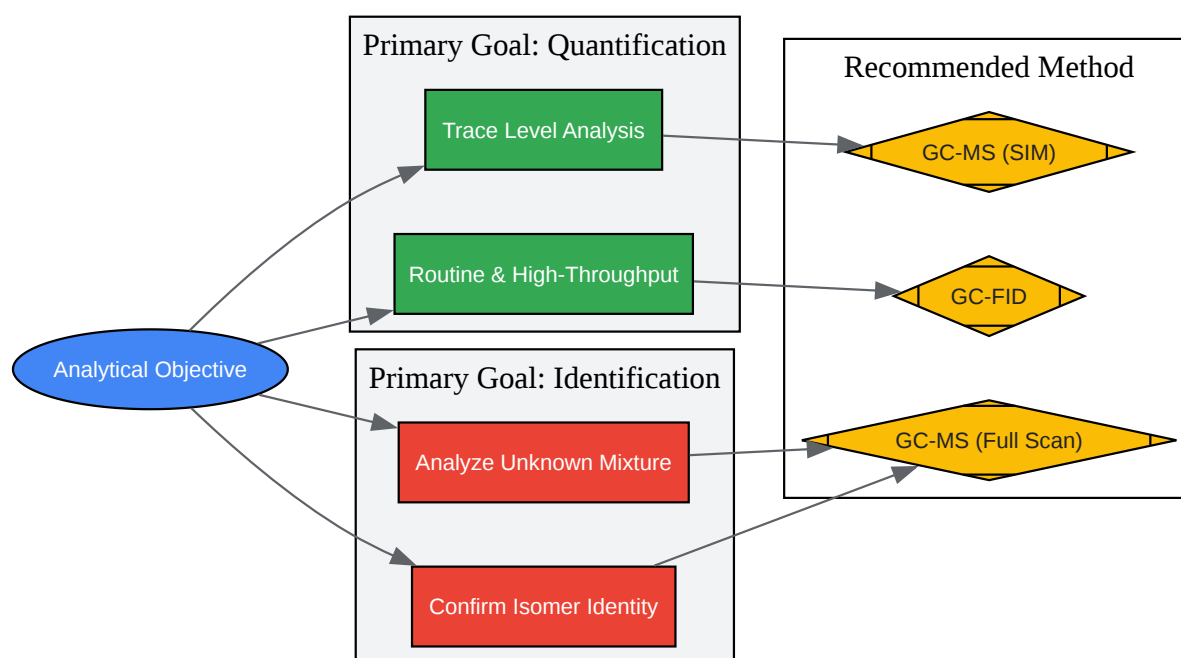 Primary Goal: Quantification
Trace Level Analysis
Routine & High-Throughput
Analytical Objective
Primary Goal: Identification
Analyze Unknown Mixture
Confirm Isomer Identity
Recommended Method
GC-MS (SIM)
GC-FID
GC-MS (Full Scan)